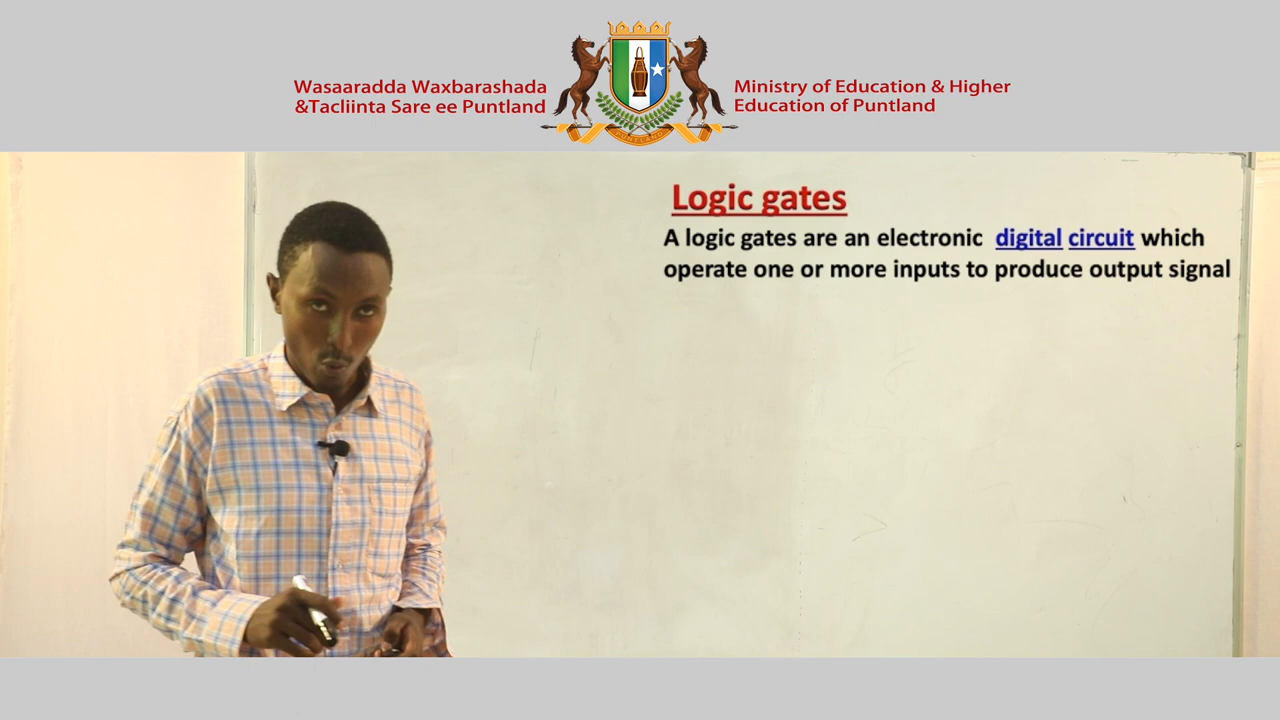 Wasaaradda Waxbarashada
&Tacliinta Sare ee Puntland
Ministry of Education & Higher
Education of Puntland
PUNTLAND
Logic gates
A logic gates are an electronic digital circuit which
operate one or more inputs to produce output signal